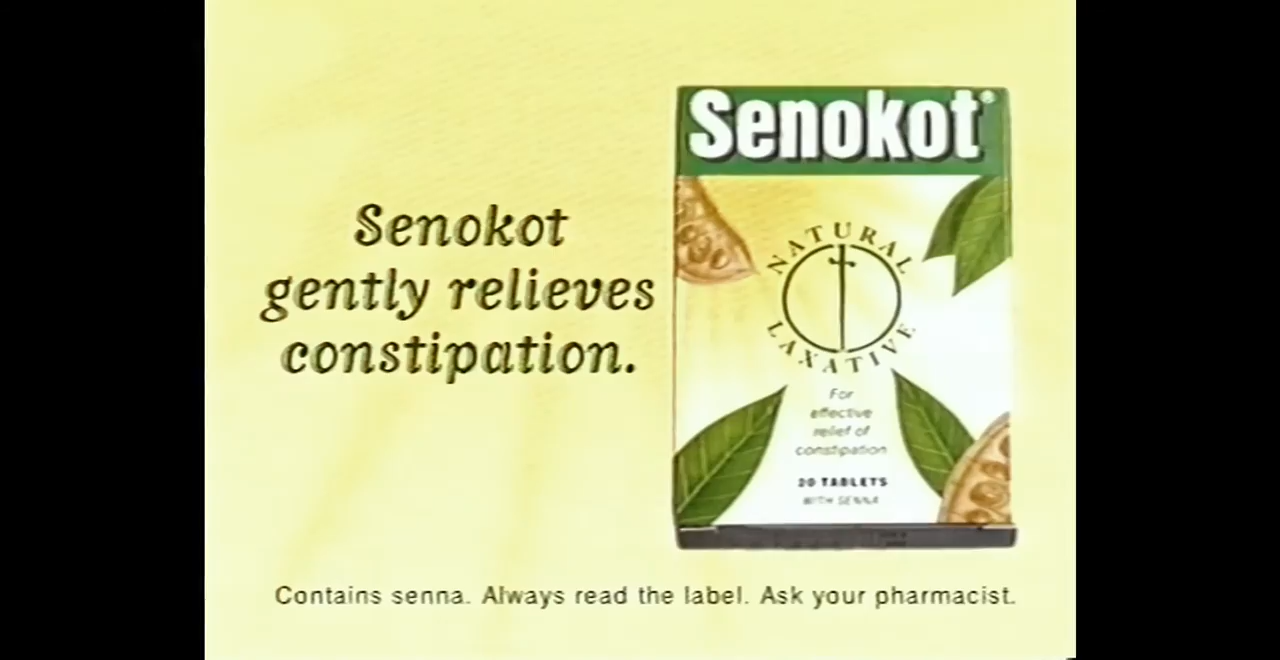 Senokot
gently relieves
constipation.
Senokot®
NATURAL
LAXATIVE
For
effective
relief of
constipation
20 TABLETS
WITH SENNA
Contains senna. Always read the label. Ask your pharmacist.